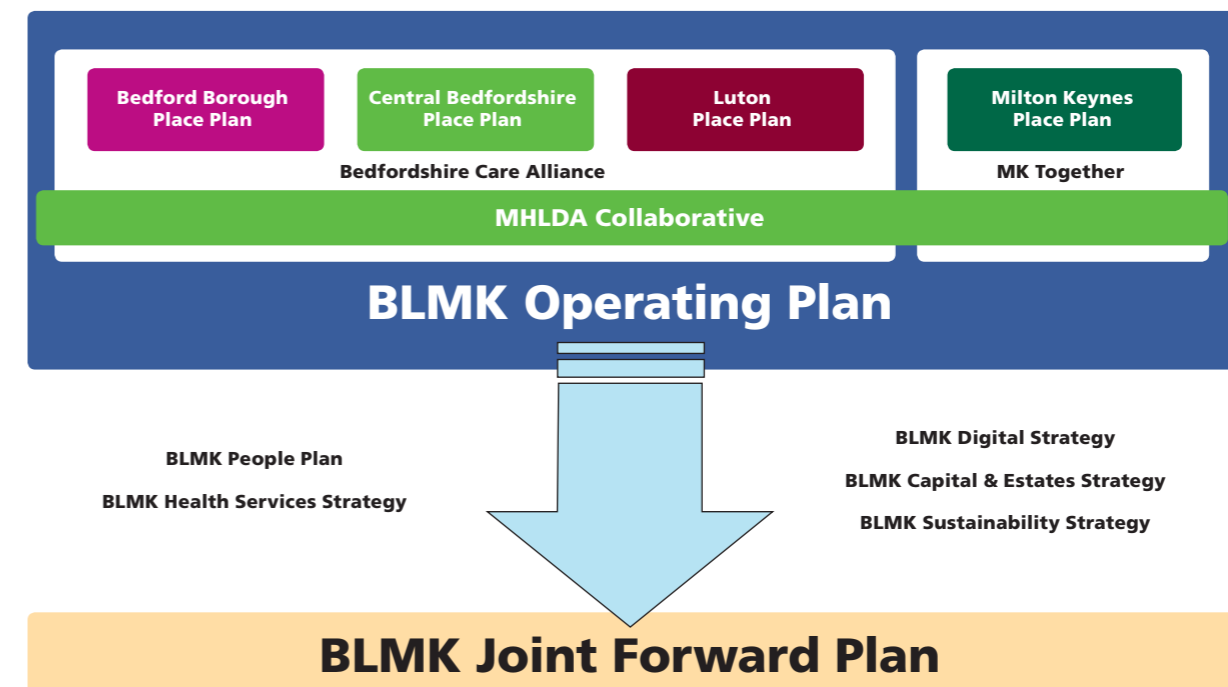 Bedford Borough
Place Plan
Central Bedfordshire
Place Plan
Luton
Place Plan
Milton Keynes
Place Plan
Bedfordshire Care Alliance
MK Together
MHLDA Collaborative
BLMK Operating Plan
BLMK People Plan
BLMK Health Services Strategy
BLMK Digital Strategy
BLMK Capital & Estates Strategy
BLMK Sustainability Strategy
BLMK Joint Forward Plan